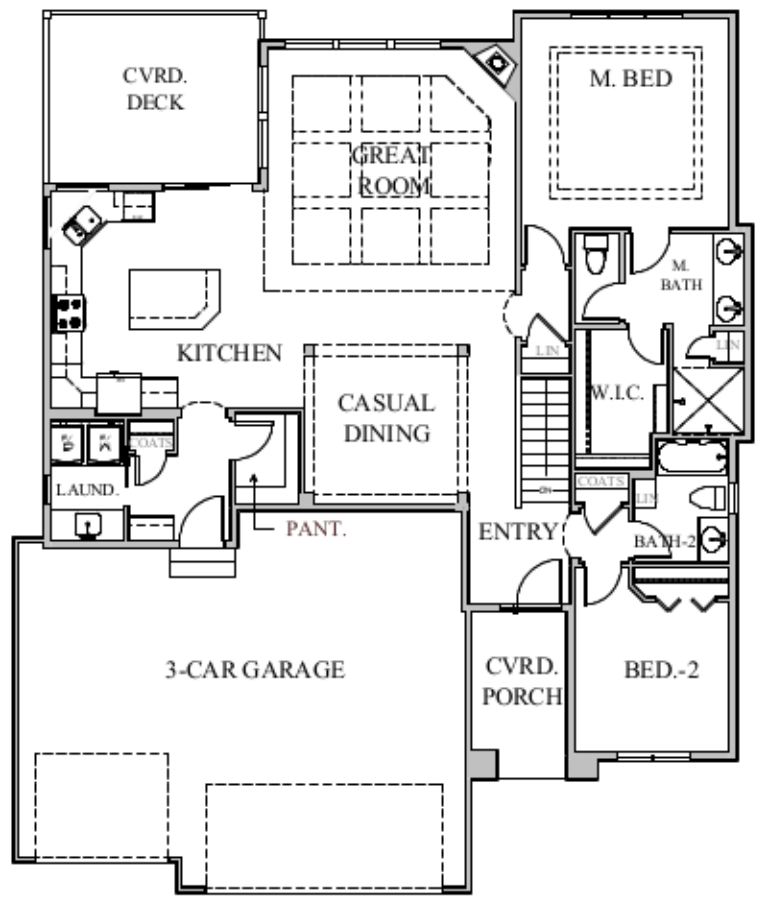 CVRD.
DECK
GREAT
ROOM
M. BED
M.
BATH
LIN
LIN
KITCHEN
W.I.C.
CASUAL
DINING
COATS
LAUND.
PANT.
DN
ENTRY
COATS
LIN
BATH-2
3-CAR GARAGE
CVRD.
PORCH
BED.-2